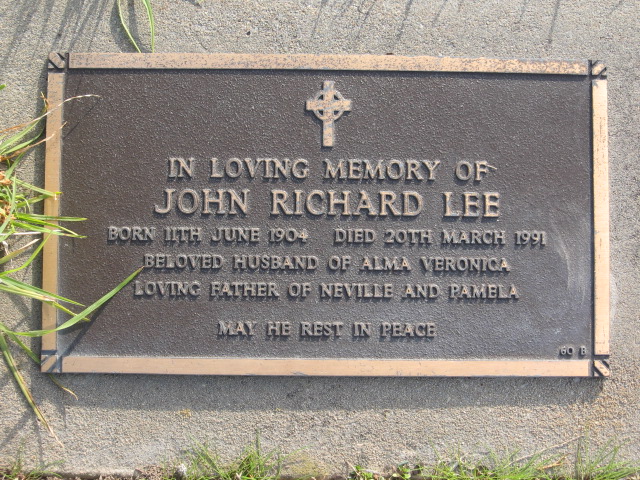 IN LOVING MEMORY OF
JOHN RICHARD LEE
BORN 11TH JUNE 1904 DIED 20TH MARCH 1991
BELOVED HUSBAND OF ALMA VERONICA
LOVING FATHER OF NEVILLE AND PAMELA
MAY HE REST IN PEACE
60 B